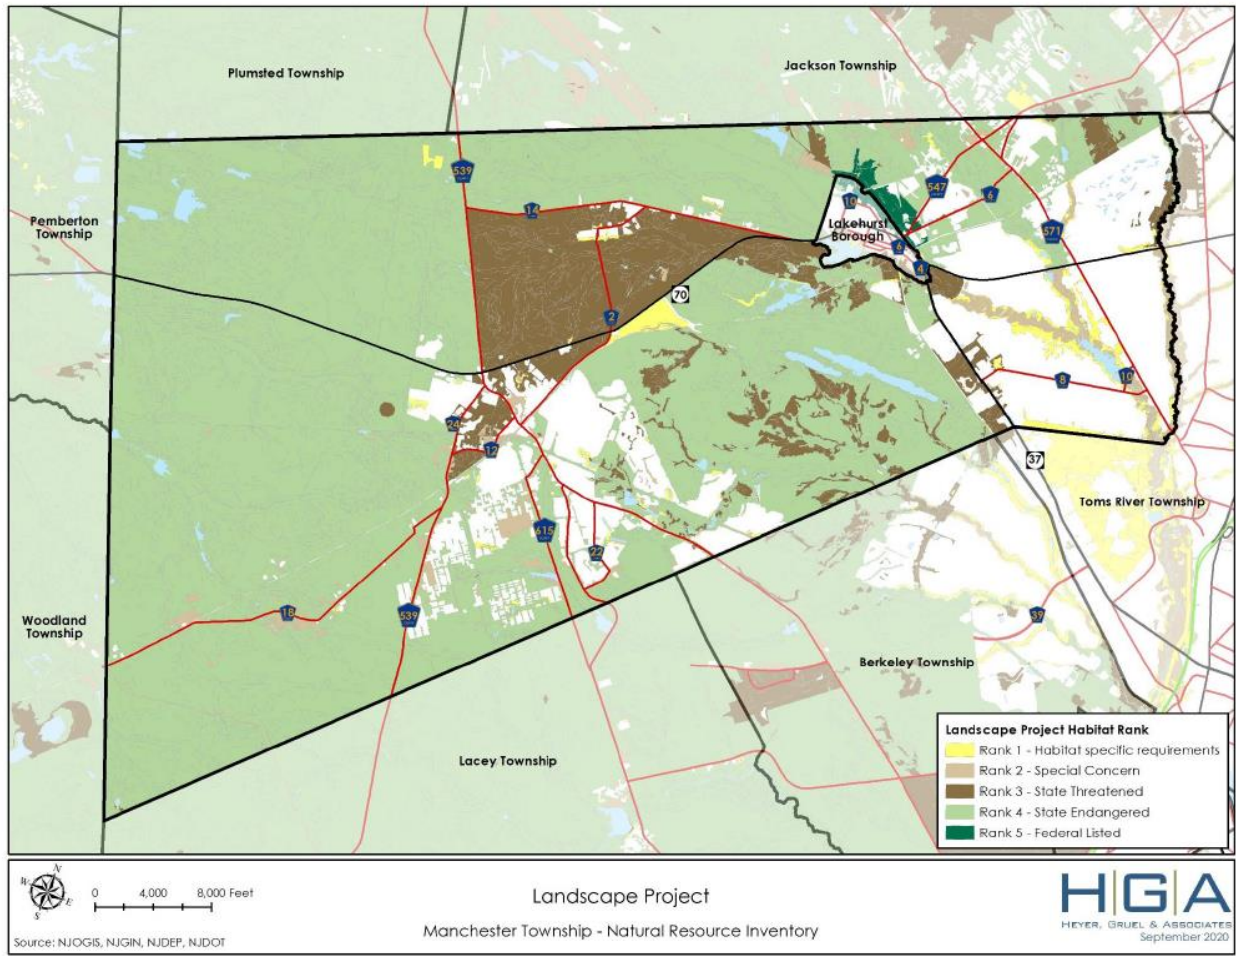 Plumsted Township
Jackson Township
539
547
10
6
14
Pemberton
Township
Lakehurst
Borough
571
6
4
70
2
10
8
24
12
37
Toms River Township
615
22
18
539
39
Woodland
Township
Berkeley Township
Lacey Township
Landscape Project Habitat Rank
Rank 1 - Habitat specific requirements
Rank 2 - Special Concern
Rank 3 - State Threatened
Rank 4 - State Endangered
Rank 5 - Federal Listed
N
W
E
S
0 4,000 8,000 Feet
Source: NJOGIS, NJGIN, NJDEP, NJDOT
Landscape Project
Manchester Township - Natural Resource Inventory
H|G|A
HEYER, GRUEL & ASSOCIATES
September 2020